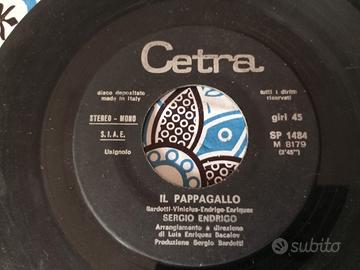 Cetra
disco depositato
made in Italy
tutti i diritti
riservati
STEREO - MONO
giri 45
S.I.A.E.
SP 1484
M 8179
Usignolo
(3'45")
IL PAPPAGALLO
Bardotti-Vinicius-Endrigo-Enriquez
SERGIO ENDRIGO
Arrangiamento e direzione
di Luis Enriquez Bacalov
Produzione Sergio Bardotti
subito